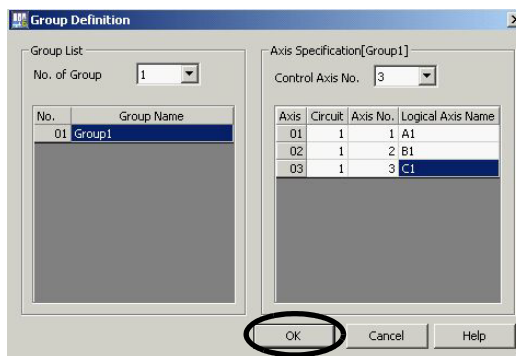 Group Definition
Group List
No. of Group 1
No. Group Name
01 Group1
Axis Specification[Group1]
Control Axis No. 3
Axis Circuit Axis No. Logical Axis Name
01 1 1 A1
02 1 2 B1
03 1 3 C1
OK Cancel Help